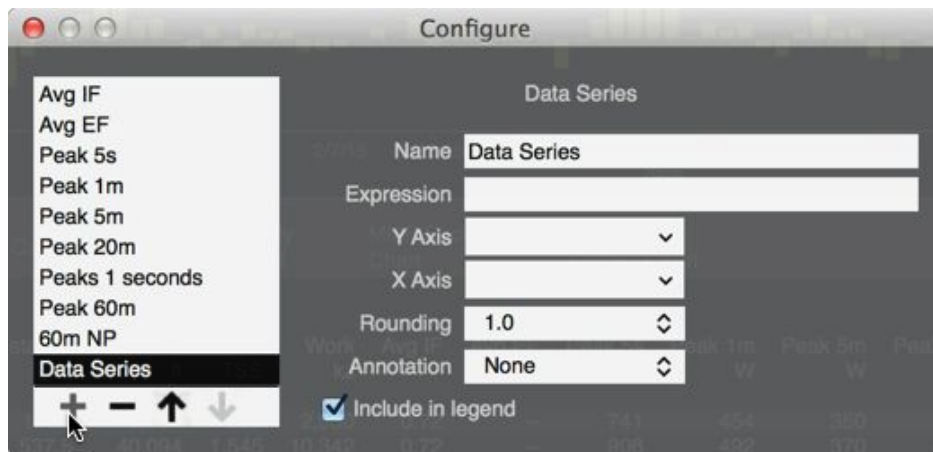 Configure
Avg IF
Avg EF
Peak 5s
Peak 1m
Peak 5m
Peak 20m
Peaks 1 seconds
Peak 60m
60m NP
Data Series
Data Series
Name Data Series
Expression
Y Axis
X Axis
Rounding 1.0
Annotation None
Include in legend